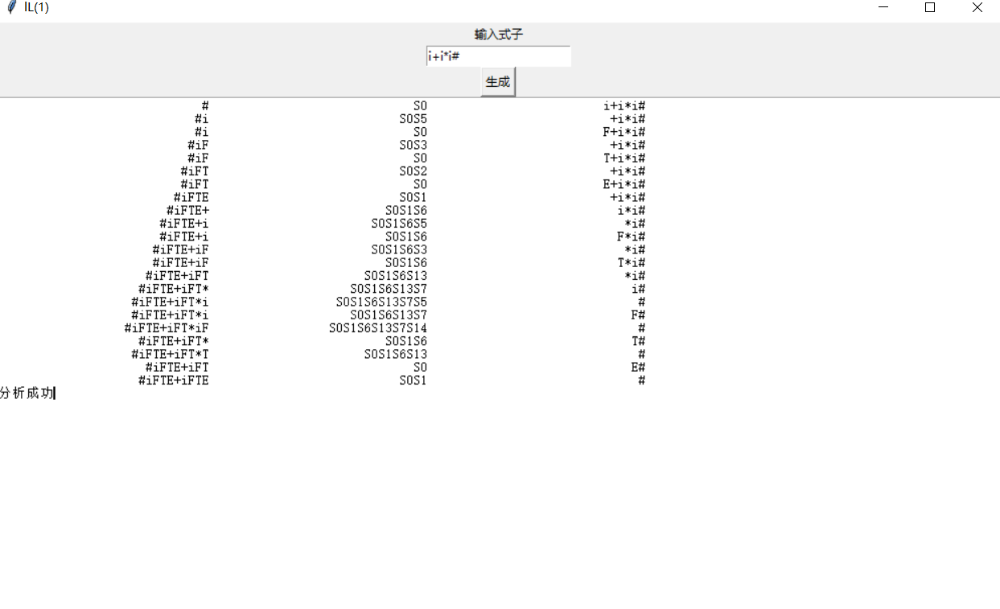 lL(1)
输入式子
i+i*i#
生成
# S0 i+i*i#
#i S0S5 +i*i#
#i S0 F+i*i#
#iF S0S3 +i*i#
#iF S0 T+i*i#
#iFT S0S2 +i*i#
#iFT S0 E+i*i#
#iFTE S0S1 +i*i#
#iFTE+ S0S1S6 i*i#
#iFTE+i S0S1S6S5 *i#
#iFTE+i S0S1S6 F*i#
#iFTE+iF S0S1S6S3 *i#
#iFTE+iF S0S1S6 T*i#
#iFTE+iFT S0S1S6S13 *i#
#iFTE+iFT* S0S1S6S13S7 i#
#iFTE+iFT*i S0S1S6S13S7S5 #
#iFTE+iFT*i S0S1S6S13S7 F#
#iFTE+iFT*iF S0S1S6S13S7S14 #
#iFTE+iFT* S0S1S6 T#
#iFTE+iFT*T S0S1S6S13 #
#iFTE+iFT S0 E#
#iFTE+iFTE S0S1 #
分析成功